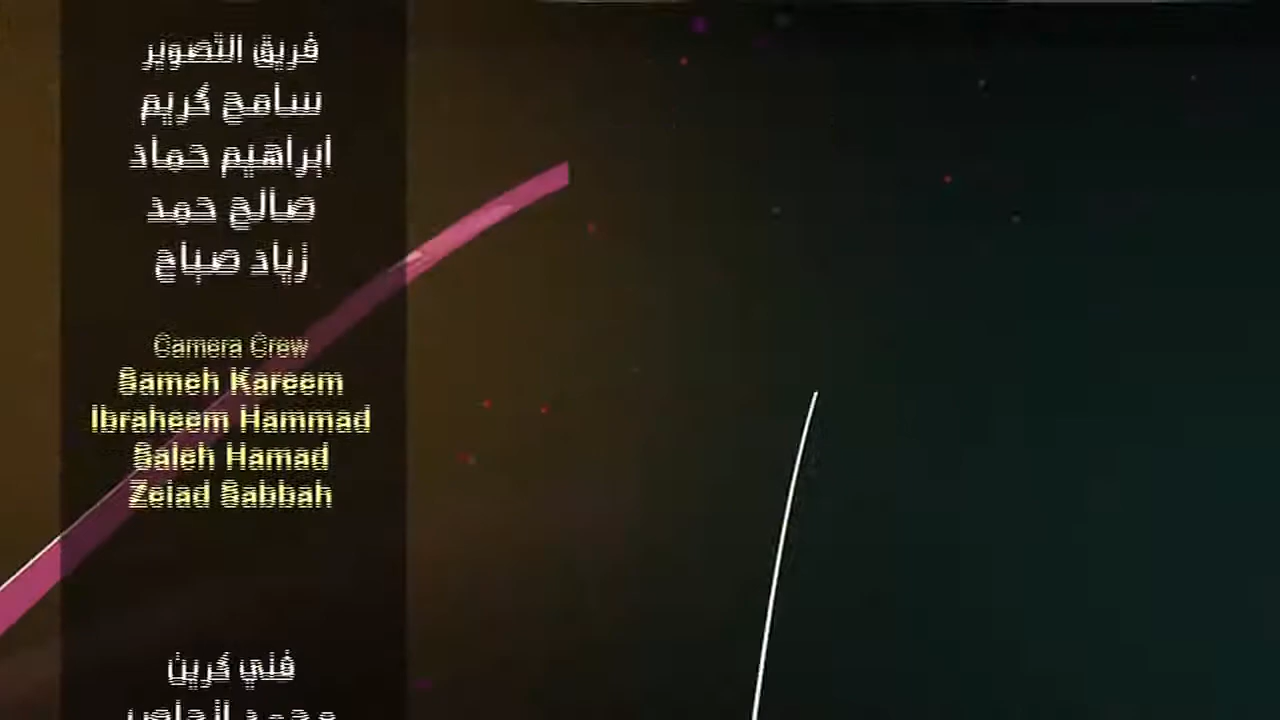 فريق التصوير
سامح كريم
ابراهيم حماد
صالح حمد
زياد صباح
Camera Crew
Sameh Kareem
Ibraheem Hammad
Saleh Hamad
Zeiad Sabbah
فني كرين
محمد